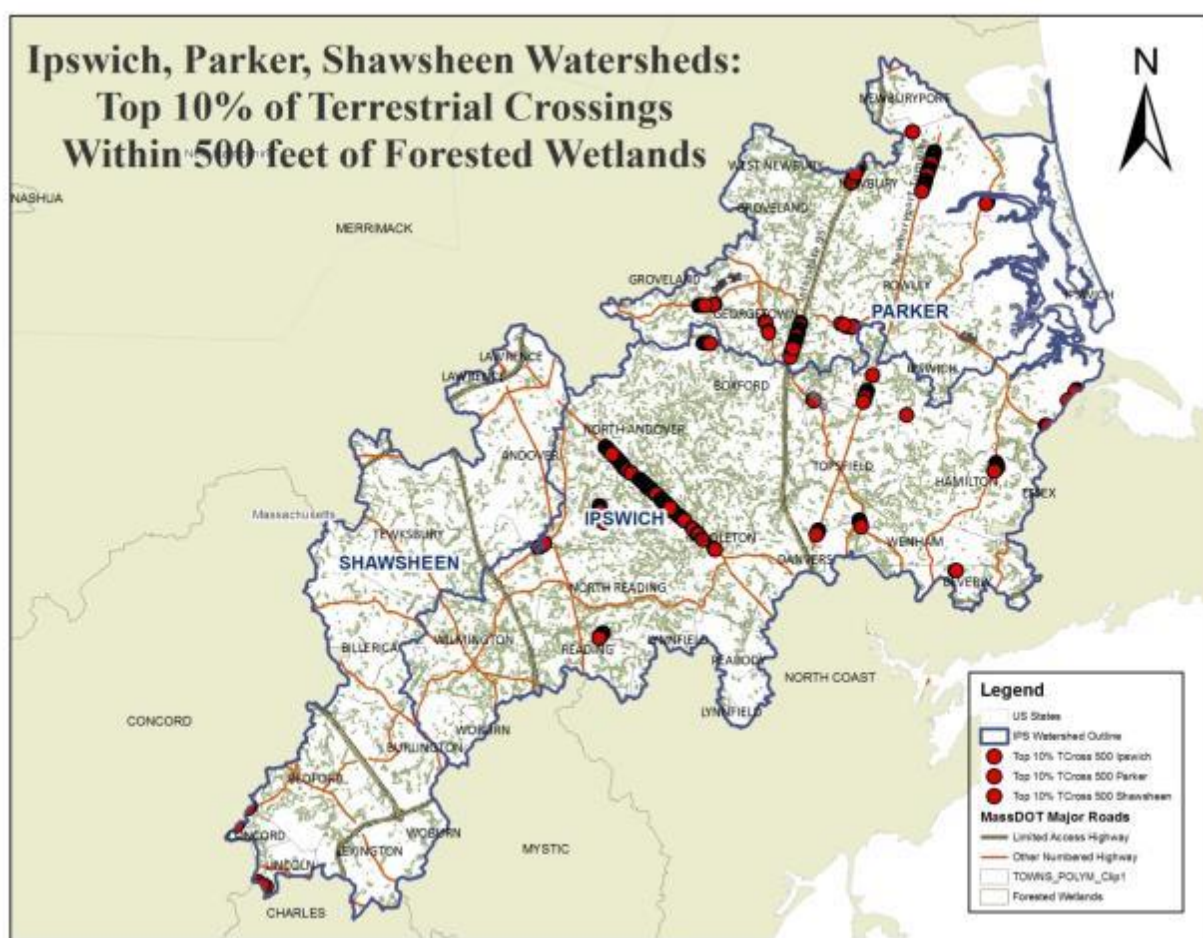 Ipswich, Parker, Shawsheen Watersheds:
Top 10% of Terrestrial Crossings
Within 500 feet of Forested Wetlands
N
NEWBURYPORT
NASHUA
WEST NEWBURY
NEWBURY
GROVELAND
MERRIMACK
GROVELAND
ROWLEY
IPSWICH
GEORGETOWN
PARKER
LAWRENCE
LAWRENCE
BOXFORD
IPSWICH
NORTH ANDOVER
ANDOVER
TOPSFIELD
HAMILTON
ESSEX
Massachusetts
IPSWICH
TEWKSBURY
WENHAM
SHAWSHEEN
DANVERS
NORTH READING
BEVERLY
WILMINGTON
LYNNFIELD
BILLERICA
READING
PEABODY
NORTH COAST
LYNNFIELD
CONCORD
WOBURN
BURLINGTON
BEDFORD
CONCORD
WOBURN
LEXINGTON
LINCOLN
MYSTIC
CHARLES
Legend
US States
IPS Watershed Outline
Top 10% TCross 500 Ipswich
Top 10% TCross 500 Parker
Top 10% TCross 500 Shawsheen
MassDOT Major Roads
Limited Access Highway
Other Numbered Highway
TOWNS_POLYM_Clip1
Forested Wetlands